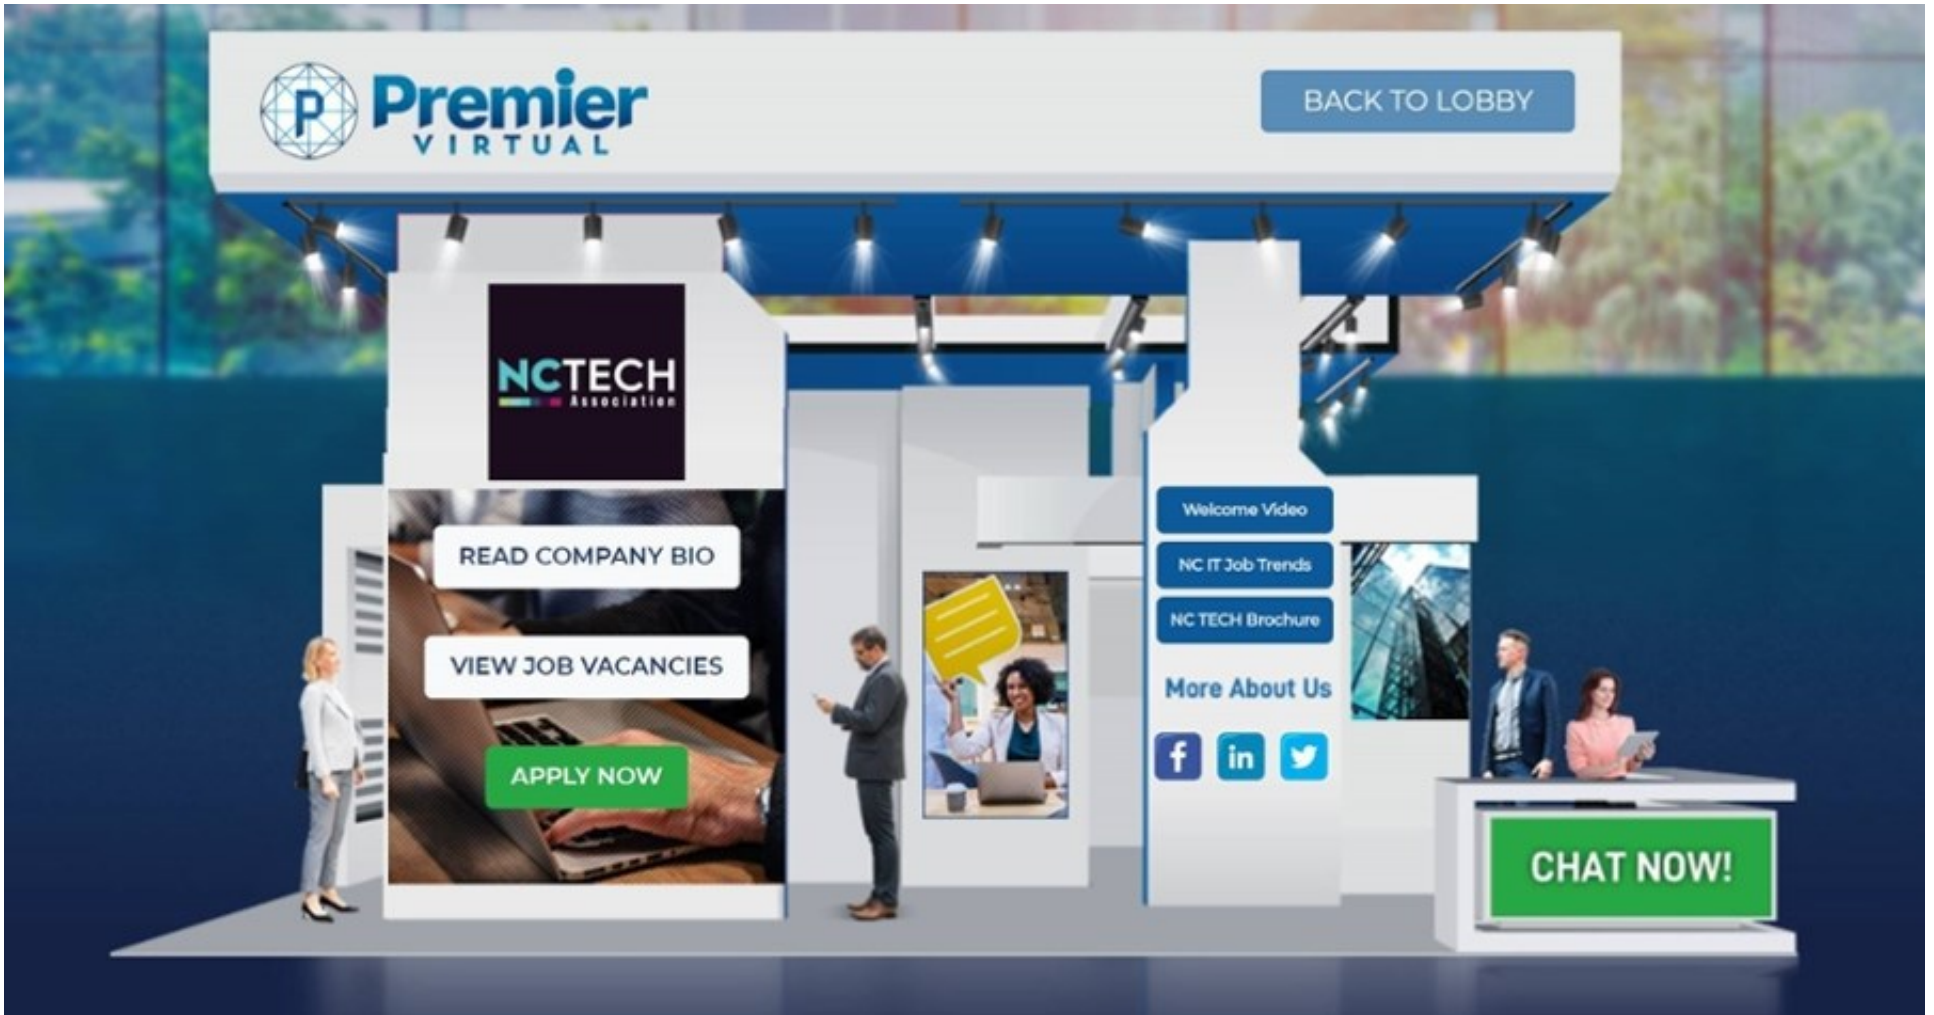 P
Premier
VIRTUAL
BACK TO LOBBY
NCTECH
Association
READ COMPANY BIO
VIEW JOB VACANCIES
APPLY NOW
Welcome Video
NC IT Job Trends
NC TECH Brochure
More About Us
f
in
CHAT NOW!